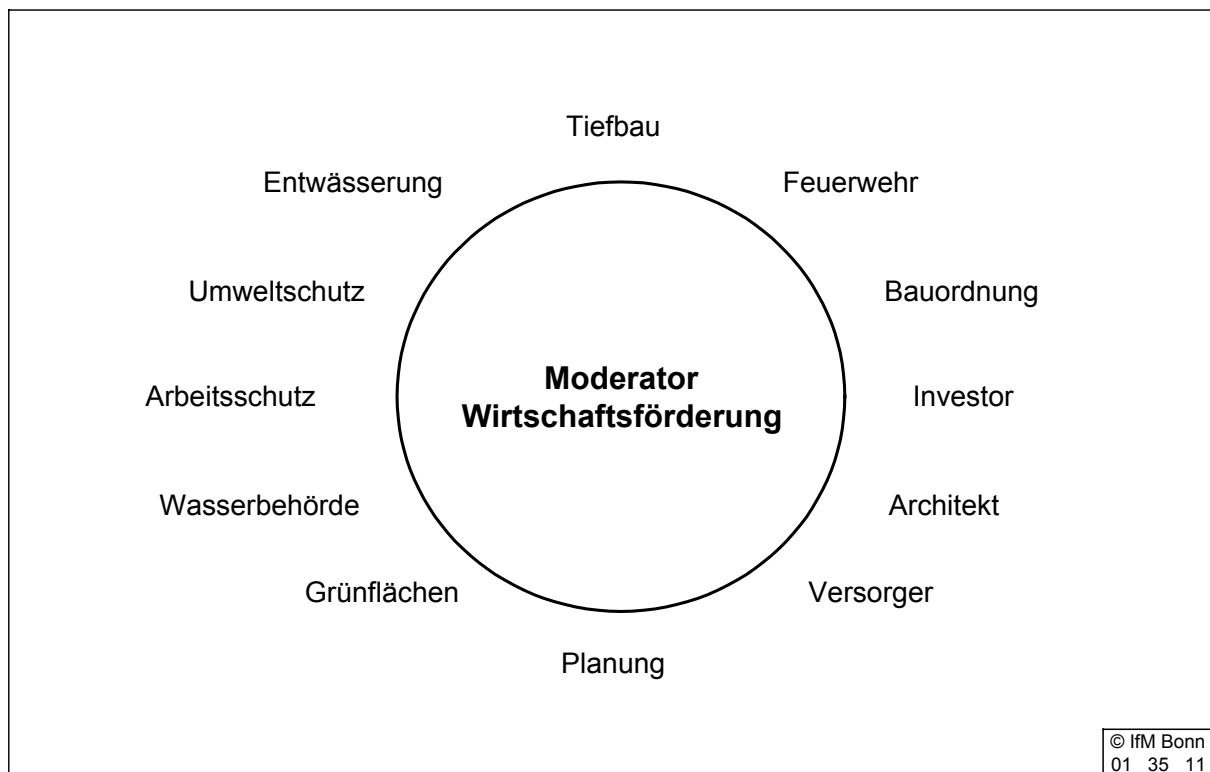 Tiefbau
Entwässerung
Feuerwehr
Umweltschutz
Bauordnung
Moderator
Wirtschaftsförderung
Arbeitsschutz
Investor
Wasserbehörde
Architekt
Grünflächen
Versorger
Planung
© IfM Bonn
01 35 11